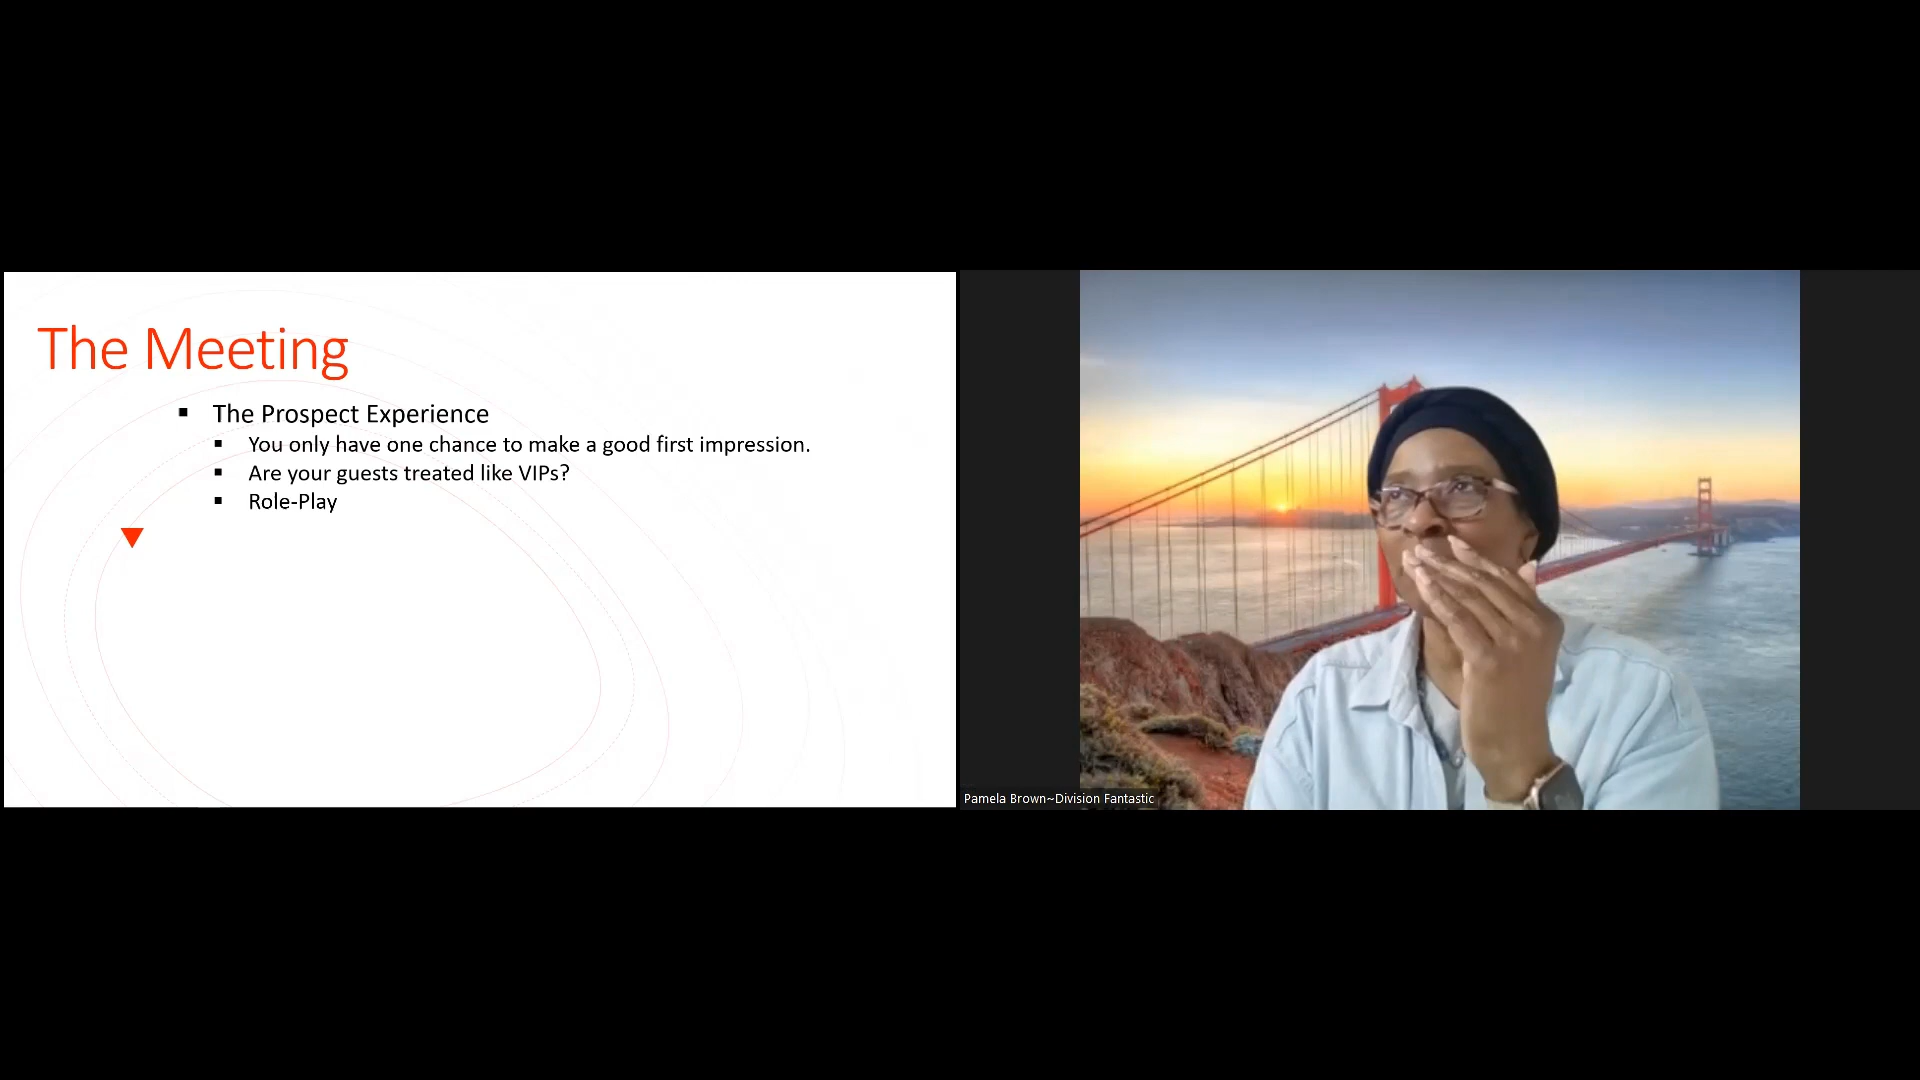 The Meeting
The Prospect Experience
You only have one chance to make a good first impression.
Are your guests treated like VIPs?
Role-Play
Pamela Brown~Division Fantastic